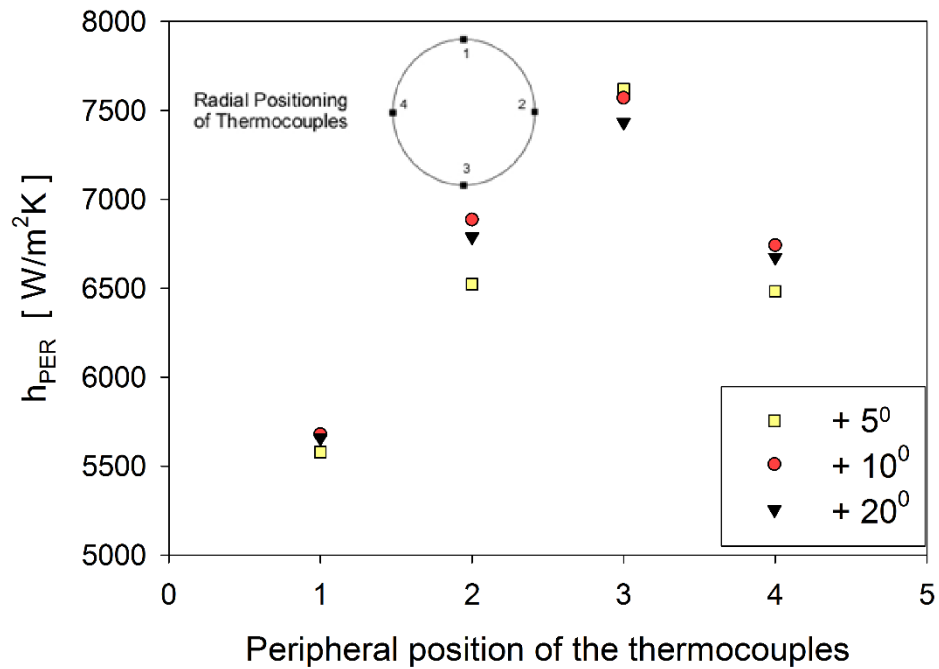 8000
7500
7000
6500
6000
5500
5000
h_PER [ W/m²K ]
Radial Positioning
of Thermocouples
1
4
2
3
+ 5⁰
+ 10⁰
+ 20⁰
0 1 2 3 4 5
Peripheral position of the thermocouples